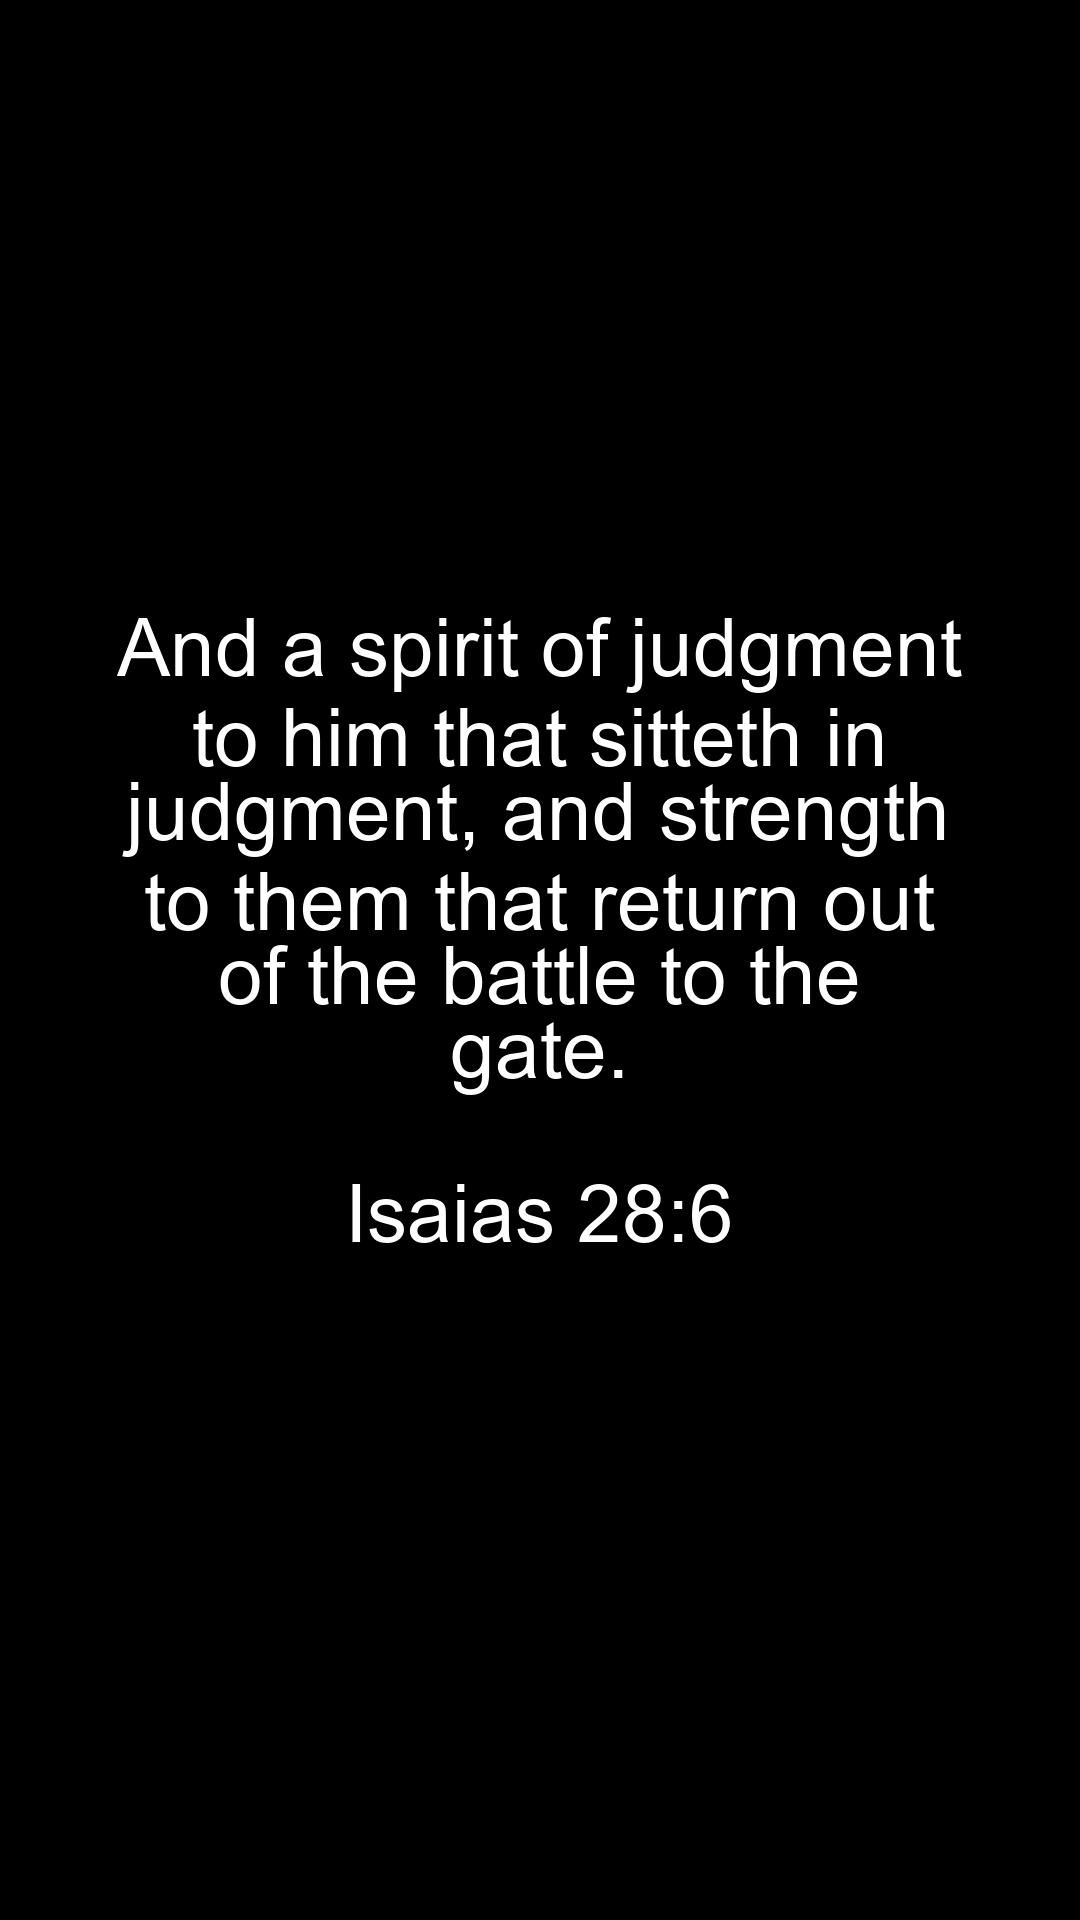 And a spirit of judgment
to him that sitteth in
judgment, and strength
to them that return out
of the battle to the
gate.
Isaias 28:6